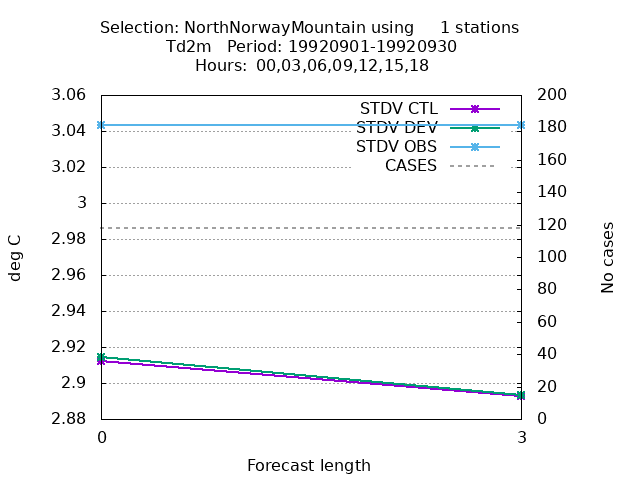 Selection: NorthNorwayMountain using     1 stations
Td2m   Period: 19920901-19920930
Hours:  00,03,06,09,12,15,18
3.06
3.04
3.02
3
2.98
2.96
2.94
2.92
2.9
2.88
deg C
STDV CTL
STDV DEV
STDV OBS
CASES
200
180
160
140
120
100
80
60
40
20
0
No cases
0
3
Forecast length